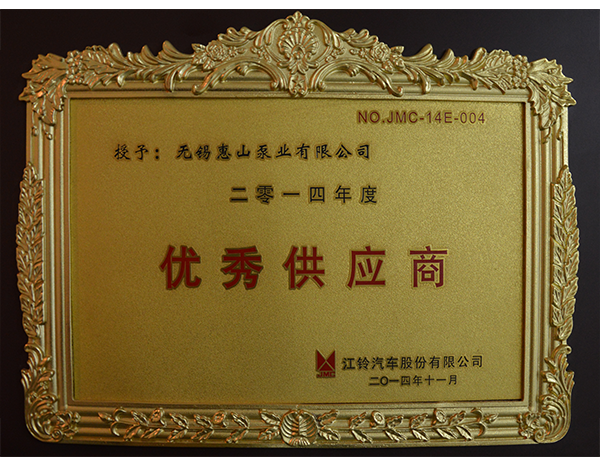 NO.JMC-14E-004
授予：无锡惠山泵业有限公司
二零一四年度
优秀供应商
JMC
江铃汽车股份有限公司
二〇一四年十一月